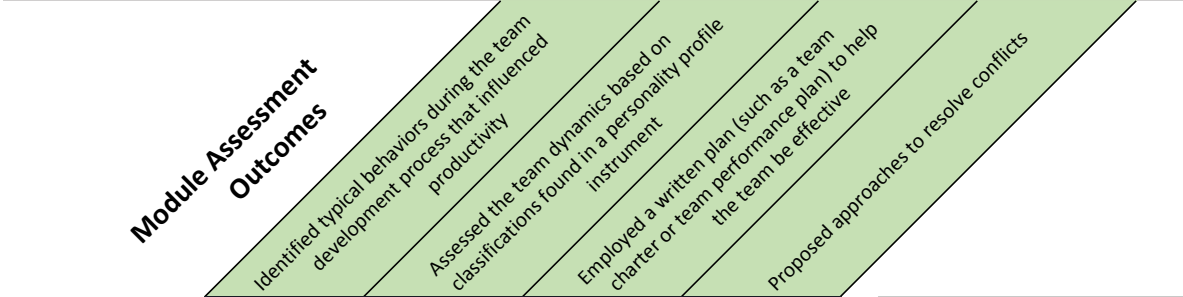 Module Assessment
Outcomes
Identified typical behaviors during the team
development process that influenced
productivity
Assessed the team dynamics based on
classifications found in a personality profile
instrument
Employed a written plan (such as a team
charter or team performance plan) to help
the team be effective
Proposed approaches to resolve conflicts